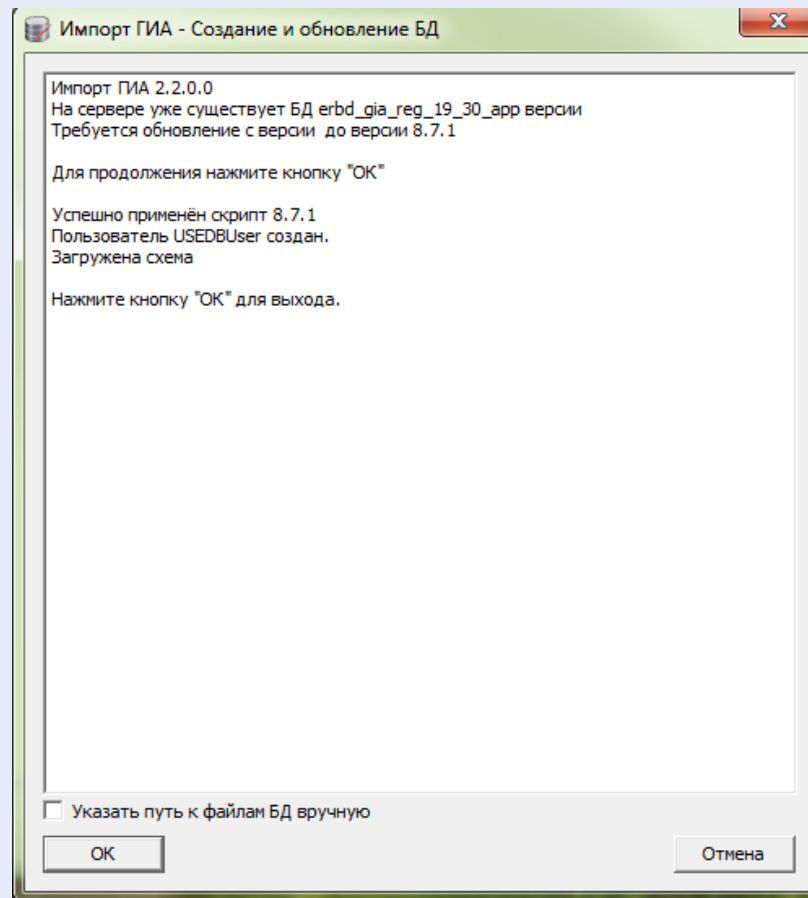 Импорт ГИА - Создание и обновление БД
Импорт ГИА 2.2.0.0
На сервере уже существует БД erbd_gia_reg_19_30_app версии
Требуется обновление с версии до версии 8.7.1
Для продолжения нажмите кнопку "ОК"
Успешно применён скрипт 8.7.1
Пользователь USEDBUser создан.
Загружена схема
Нажмите кнопку "ОК" для выхода.
Указать путь к файлам БД вручную
ОК
Отмена